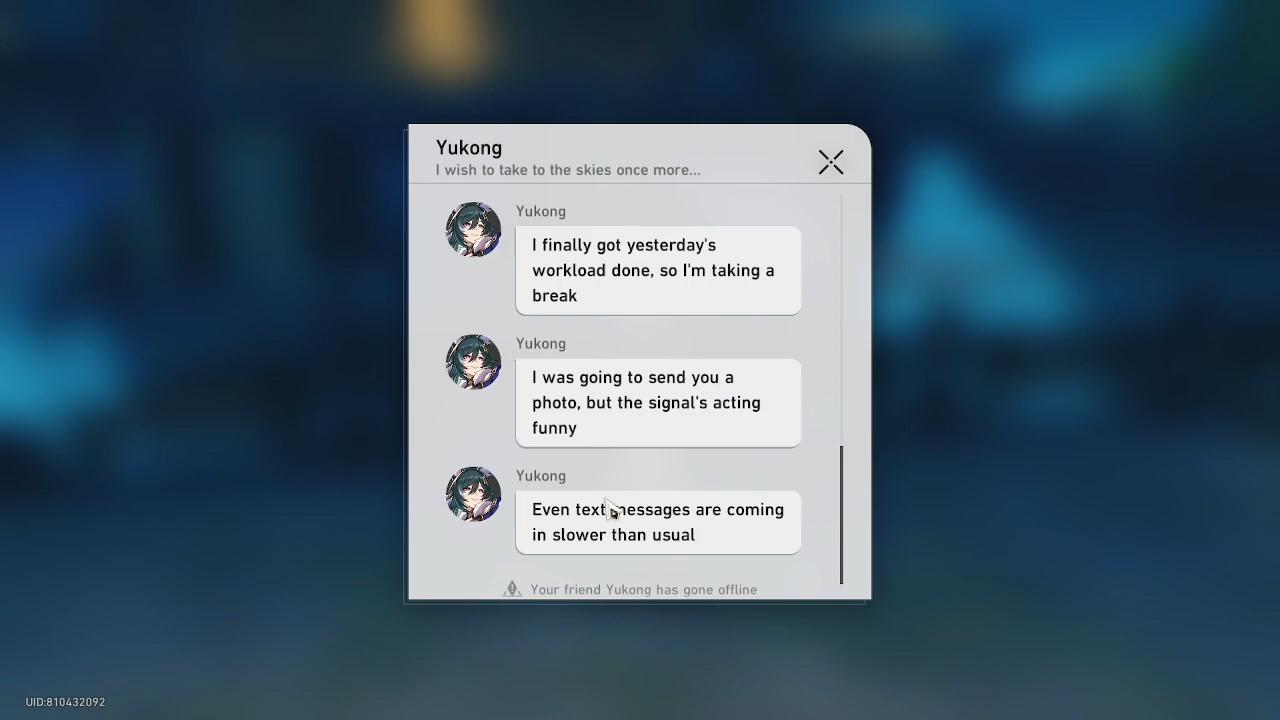 Yukong
I wish to take to the skies once more...
Yukong
I finally got yesterday's
workload done, so I'm taking a
break
Yukong
I was going to send you a
photo, but the signal's acting
funny
Yukong
Even text messages are coming
in slower than usual
Your friend Yukong has gone offline
UID:810432092